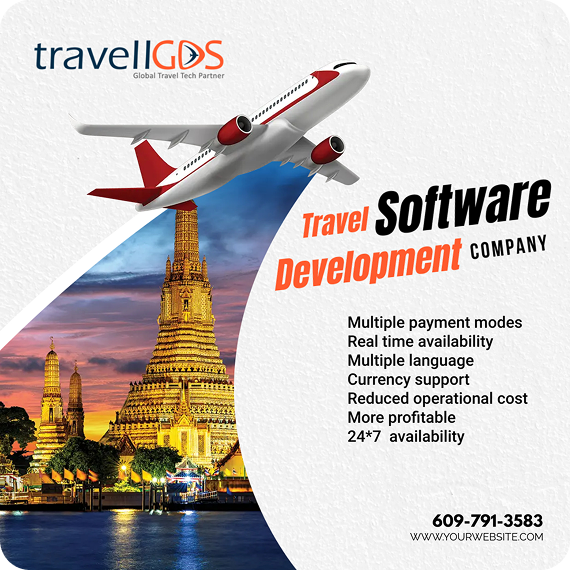 travellGDS
Global Travel Tech Partner
Travel Software
Development COMPANY
Multiple payment modes
Real time availability
Multiple language
Currency support
Reduced operational cost
More profitable
24*7 availability
609-791-3583
WWW.YOURWEBSITE.COM